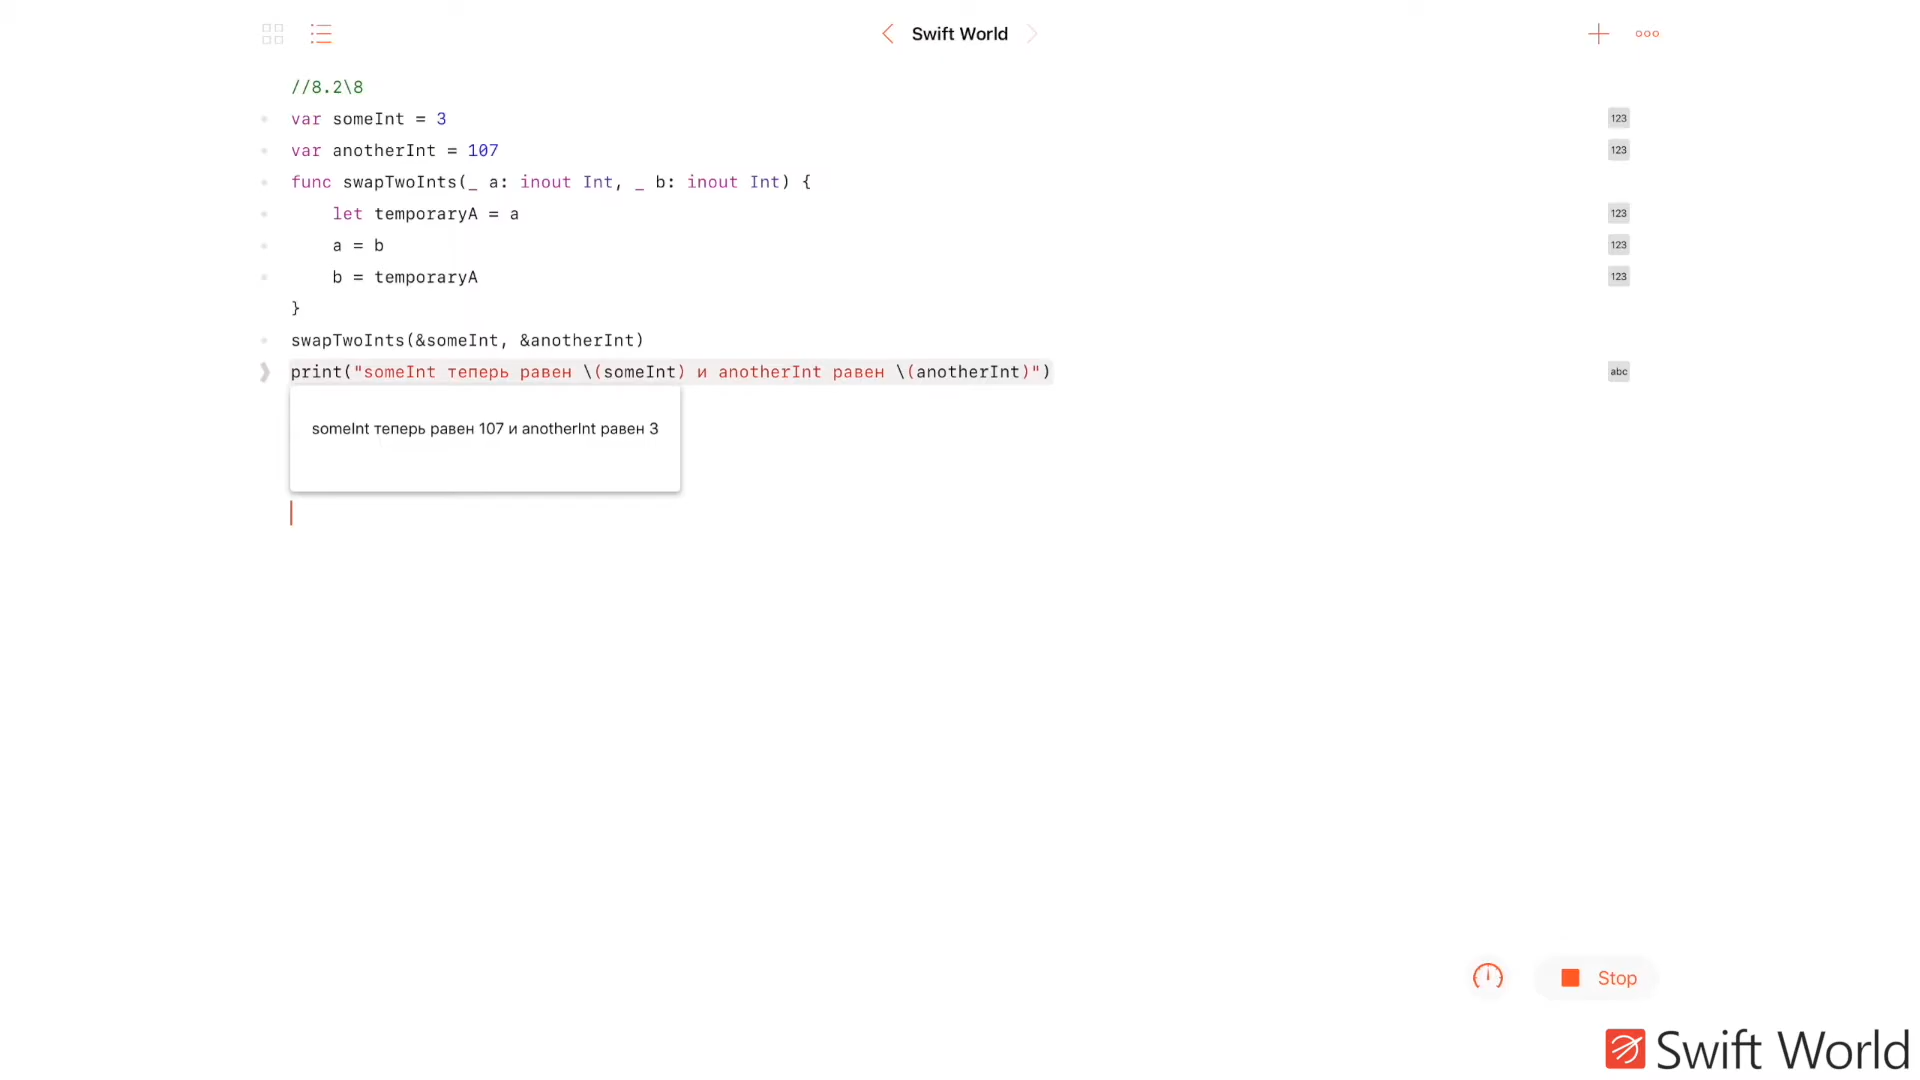 Swift World
//8.2\8
var someInt = 3
123
var anotherInt = 107
123
func swapTwoInts(_ a: inout Int, _ b: inout Int) {
let temporaryA = a
123
a = b
123
b = temporaryA
123
}
swapTwoInts(&someInt, &anotherInt)
print("someInt теперь равен \(someInt) и anotherInt равен \(anotherInt)")
abc
someInt теперь равен 107 и anotherInt равен 3
Stop
Swift World